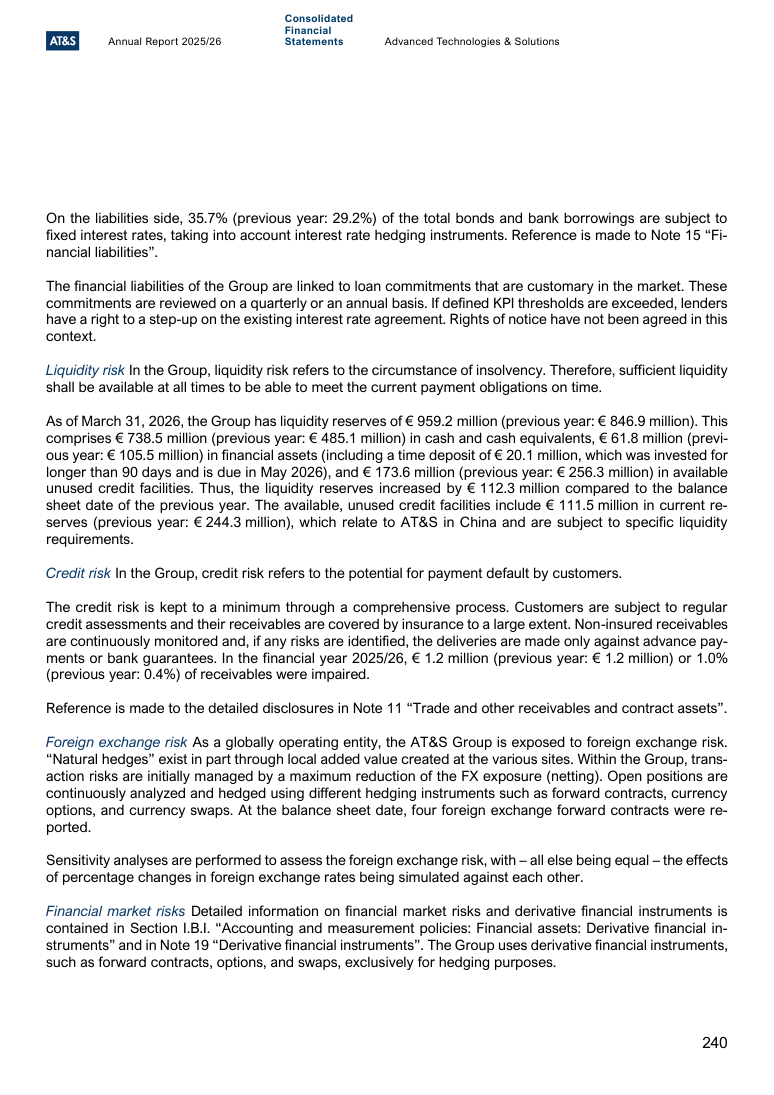 Consolidated
Financial
Statements
AT&S
Annual Report 2025/26
Advanced Technologies & Solutions
On the liabilities side, 35.7% (previous year: 29.2%) of the total bonds and bank borrowings are subject to
fixed interest rates, taking into account interest rate hedging instruments. Reference is made to Note 15 “Fi-
nancial liabilities”.
The financial liabilities of the Group are linked to loan commitments that are customary in the market. These
commitments are reviewed on a quarterly or an annual basis. If defined KPI thresholds are exceeded, lenders
have a right to a step-up on the existing interest rate agreement. Rights of notice have not been agreed in this
context.
Liquidity risk In the Group, liquidity risk refers to the circumstance of insolvency. Therefore, sufficient liquidity
shall be available at all times to be able to meet the current payment obligations on time.
As of March 31, 2026, the Group has liquidity reserves of € 959.2 million (previous year: € 846.9 million). This
comprises € 738.5 million (previous year: € 485.1) in cash and cash equivalents, € 61.8 million (previ-
ous year: € 105.5 million) in financial assets (including a time deposit of € 20.1 million, which was invested for
longer than 90 days and is due in May 2026), and € 173.6 million (previous year: € 256.3 million) in available
unused credit facilities. Thus, the liquidity reserves increased by € 112.3 million compared to the balance
sheet date of the previous year. The available, unused credit facilities include € 111.5 million in current re-
serves (previous year: € 244.3 million), which relate to AT&S in China and are subject to specific liquidity
requirements.
Credit risk In the Group, credit risk refers to the potential for payment default by customers.
The credit risk is kept to a minimum through a comprehensive process. Customers are subject to regular
credit assessments and their receivables are covered by insurance to a large extent. Non-insured receivables
are continuously monitored and, if any risks are identified, the deliveries are made only against advance pay-
ments or bank guarantees. In the financial year 2025/26, € 1.2 million (previous year: € 1.2 million) or 1.0%
(previous year: 0.4%) of receivables were impaired.
Reference is made to the detailed disclosures in Note 11 “Trade and other receivables and contract assets”.
Foreign exchange risk As a globally operating entity, the AT&S Group is exposed to foreign exchange risk.
“Natural hedges” exist in part through local added value created at the various sites. Within the Group, trans-
action risks are initially managed by a maximum reduction of the FX exposure (netting). Open positions are
continuously analyzed and hedged using different hedging instruments such as forward contracts, currency
options, and currency swaps. At the balance sheet date, four foreign exchange forward contracts were re-
ported.
Sensitivity analyses are performed to assess the foreign exchange risk, with – all else being equal – the effects
of percentage changes in foreign exchange rates being simulated against each other.
Financial market risks Detailed information on financial market risks and derivative financial instruments is
contained in Section I.B.I. “Accounting and measurement policies: Financial assets: Derivative financial in-
struments” and in Note 19 “Derivative financial instruments”. The Group uses derivative financial instruments,
such as forward contracts, options, and swaps, exclusively for hedging purposes.
240